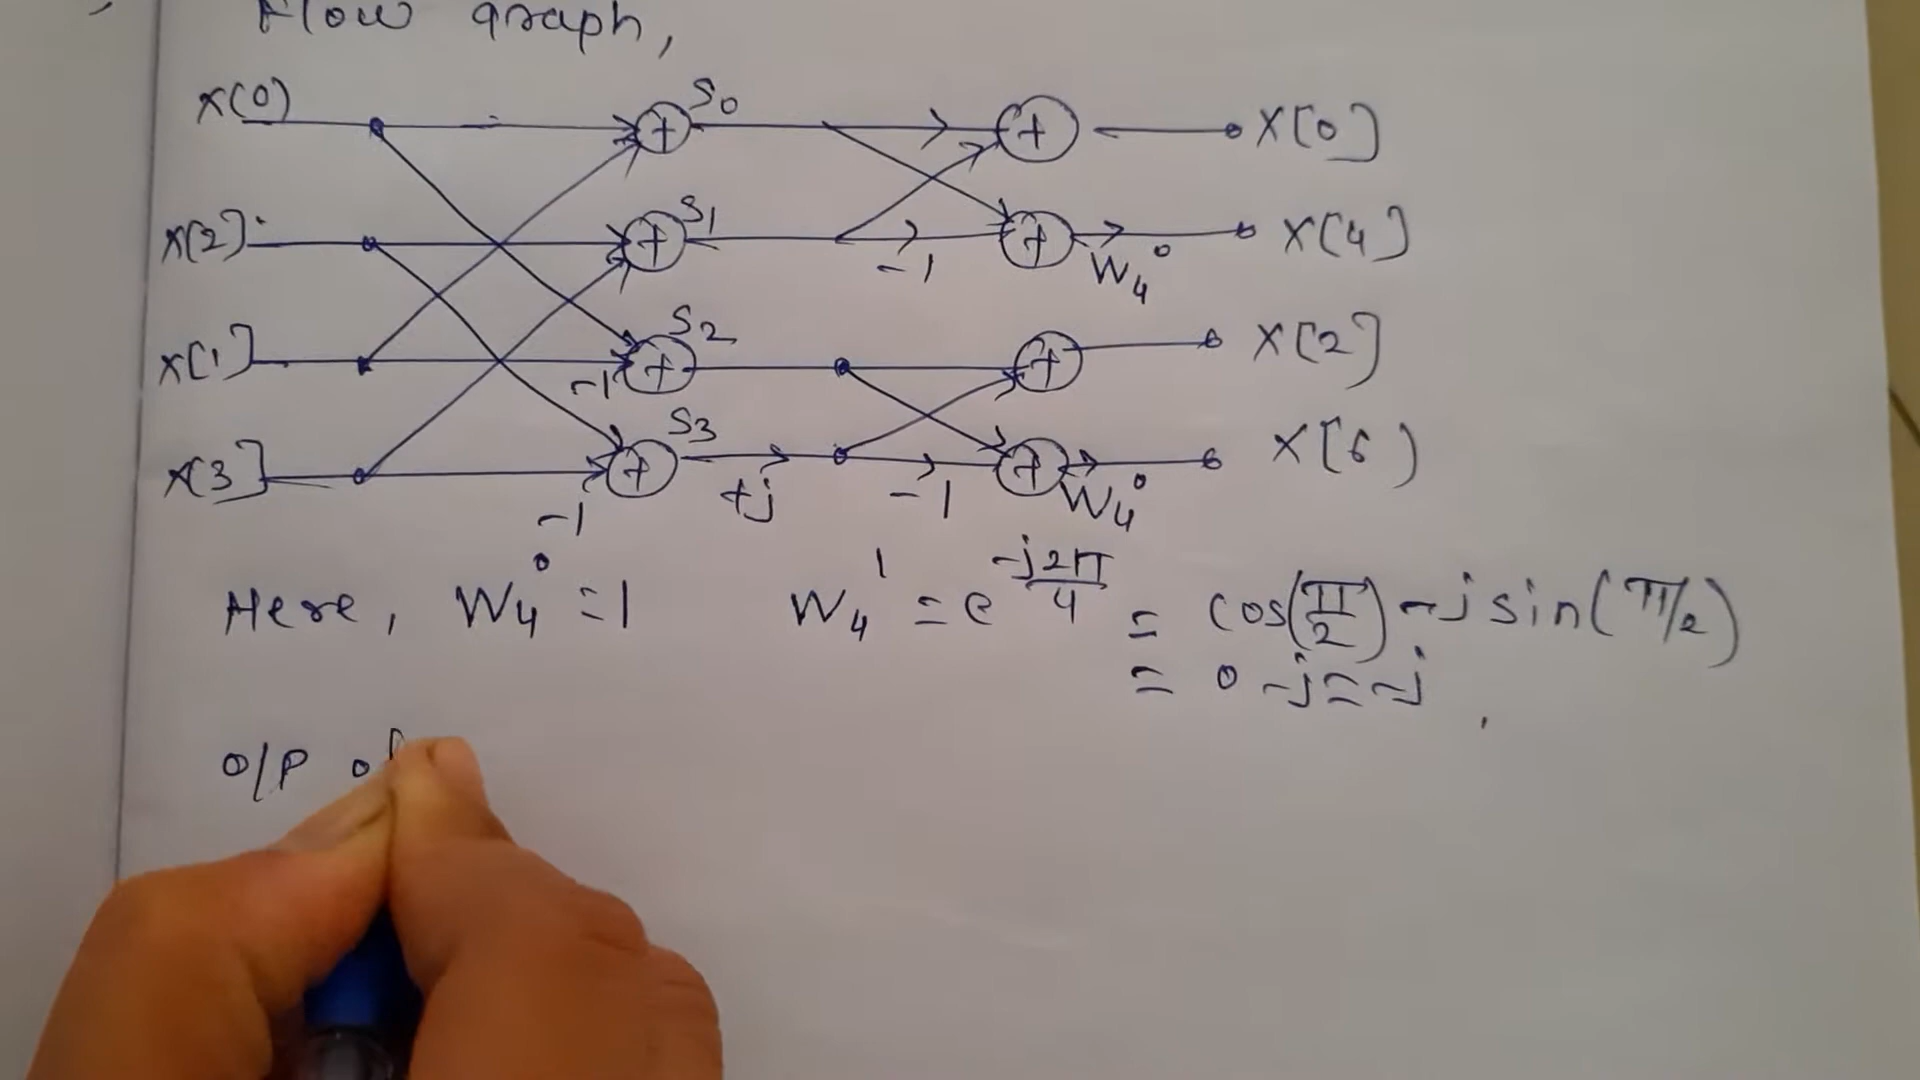 Flow graph,
x(0) S0 X[0]
x[2] S1 -1 W4^0 X[4]
x[1] -1 S2 X[2]
x[3] -1 S3 +j -1 W4^0 X[6]
Here, W4^0 = 1 W4^1 = e^(-j2π/4) = cos(π/2) - j sin(π/2)
= 0 - j = -j
O/P of